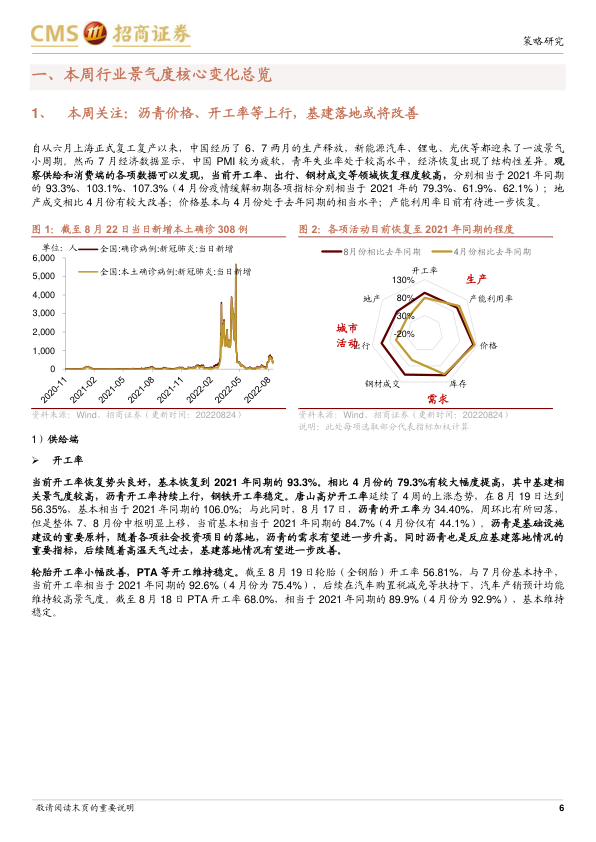 CMS 招商证券
策略研究
一、本周行业景气度核心变化总览
1、 本周关注：沥青价格、开工率等上行，基建落地或将改善
自从六月上海正式复工复产以来，中国经历了 6、7 两月的生产释放，新能源汽车、锂电、光伏等都迎来了一波景气
小周期。然而 7 月经济数据显示，中国 PMI 较为疲软，青年失业率处于较高水平，经济恢复出现了结构性差异。观
察供给和消费端的各项数据可以发现，当前开工率、出行、钢材成交等领域恢复程度较高，分别相当于 2021 年同期
的 93.3%、103.1%、107.3%（4 月份疫情缓解初期各项指标分别相当于 2021 年的 79.3%、61.9%、62.1%）；地
产成交相比 4 月份有较大改善；价格基本与 4 月份处于去年同期的相当水平；产能利用率目前有待进一步恢复。
图 1：截至 8 月 22 日当日新增本土确诊 308 例
单位：人
全国:确诊病例:新冠肺炎:当日新增
全国:本土确诊病例:新冠肺炎:当日新增
6,000
5,000
4,000
3,000
2,000
1,000
0
2020-11
2021-02
2021-05
2021-08
2021-11
2022-02
2022-05
2022-08
资料来源：Wind、招商证券（更新时间：20220824）
图 2：各项活动目前恢复至 2021 年同期的程度
8月份相比去年同期
4月份相比去年同期
开工率
130%
80%
30%
-20%
生产
产能利用率
价格
库存
需求
钢材成交
出行
城市
活动
地产
资料来源：Wind、招商证券（更新时间：20220824）
说明：此处每项选取部分代表指标加权计算
1）供给端
➢ 开工率
当前开工率恢复势头良好，基本恢复到 2021 年同期的 93.3%。相比 4 月份的 79.3%有较大幅度提高，其中基建相
关景气度较高，沥青开工率持续上行，钢铁开工率稳定。唐山高炉开工率延续了 4 周的上涨态势，在 8 月 19 日达到
56.35%，基本相当于 2021 年同期的 106.0%；与此同时，8 月 17 日，沥青的开工率为 34.40%，周环比有所回落，
但是整体 7、8 月份中枢明显上移，当前基本相当于 2021 年同期的 84.7%（4 月份仅有 44.1%）。沥青是基础设施
建设的重要原料，随着各项社会投资项目的落地，沥青的需求有望进一步升高。同时沥青也是反应基建落地情况的
重要指标，后续随着高温天气过去，基建落地情况有望进一步改善。
轮胎开工率小幅改善，PTA 等开工维持稳定。截至 8 月 19 日轮胎（全钢胎）开工率 56.81%，与 7 月份基本持平，
当前开工率相当于 2021 年同期的 92.6%（4 月份为 75.4%），后续在汽车购置税减免等扶持下，汽车产销预计均能
维持较高景气度。截至 8 月 18 日 PTA 开工率 68.0%，相当于 2021 年同期的 89.9%（4 月份为 92.9%），基本维持
稳定。
敬请阅读末页的重要说明
6